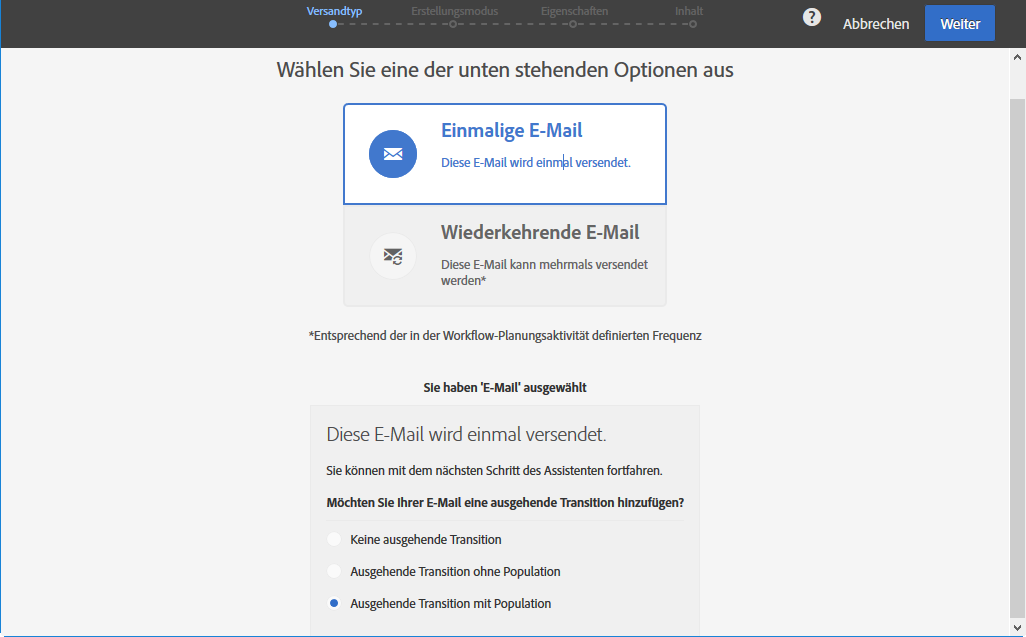 Versandtyp
Erstellungsmodus
Eigenschaften
Inhalt
?
Abbrechen
Weiter
Wählen Sie eine der unten stehenden Optionen aus
Einmalige E-Mail
Diese E-Mail wird einmal versendet.
Wiederkehrende E-Mail
Diese E-Mail kann mehrmals versendet
werden*
*Entsprechend der in der Workflow-Planungsaktivität definierten Frequenz
Sie haben 'E-Mail' ausgewählt
Diese E-Mail wird einmal versendet.
Sie können mit dem nächsten Schritt des Assistenten fortfahren.
Möchten Sie Ihrer E-Mail eine ausgehende Transition hinzufügen?
Keine ausgehende Transition
Ausgehende Transition ohne Population
Ausgehende Transition mit Population